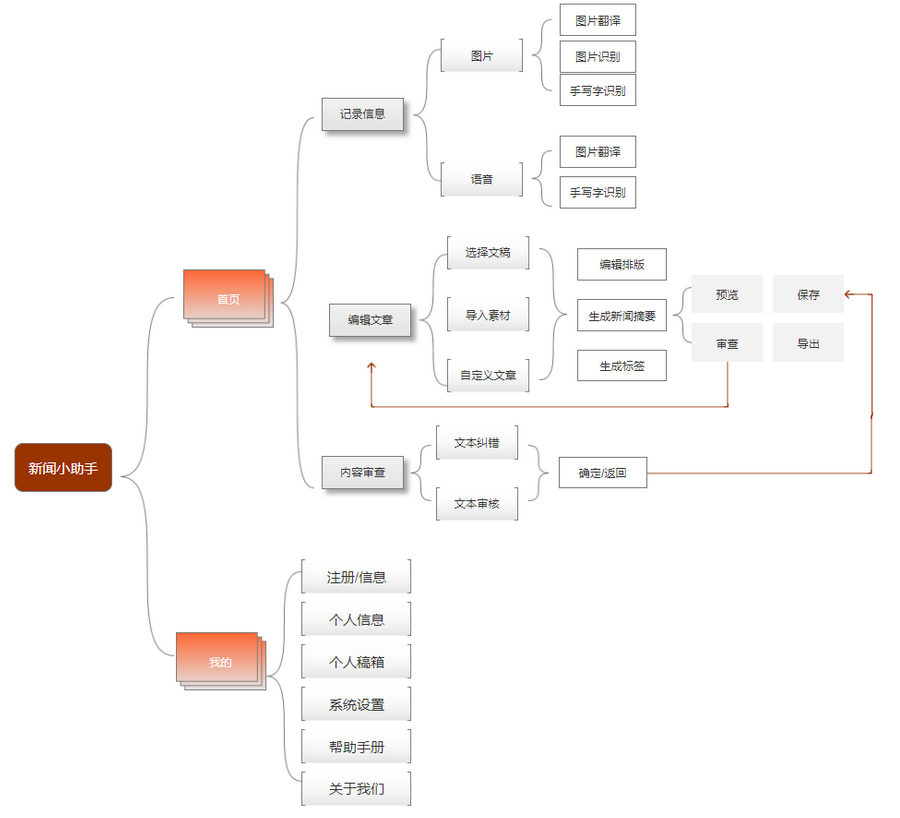 新闻小助手
首页
记录信息
图片
图片翻译
图片识别
手写字识别
语音
图片翻译
手写字识别
编辑文章
选择文稿
导入素材
自定义文章
编辑排版
生成新闻摘要
生成标签
预览
保存
审查
导出
内容审查
文本纠错
文本审核
确定/返回
我的
注册/信息
个人信息
个人稿箱
系统设置
帮助手册
关于我们